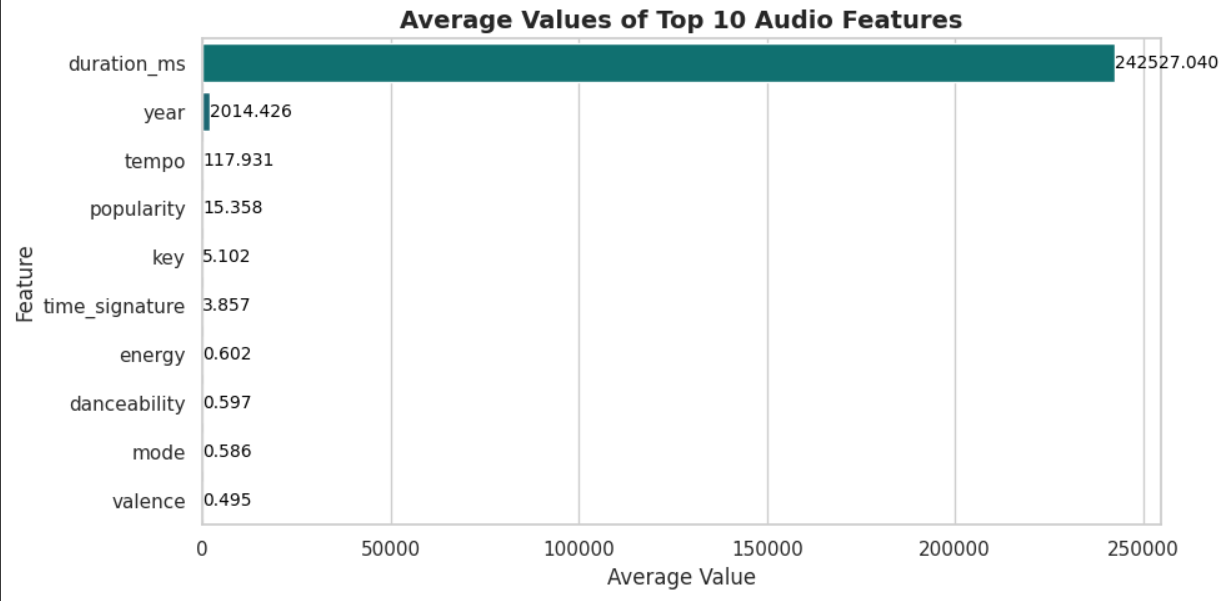 Average Values of Top 10 Audio Features
duration_ms 242527.040
year 2014.426
tempo 117.931
popularity 15.358
key 5.102
time_signature 3.857
energy 0.602
danceability 0.597
mode 0.586
valence 0.495
Feature
0 50000 100000 150000 200000 250000
Average Value